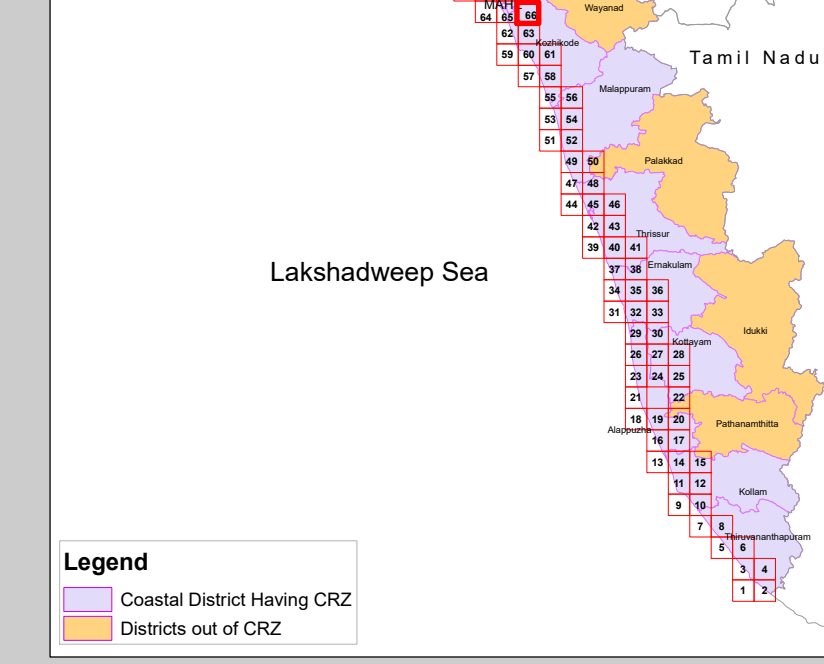 MAH
Wayanad
64 65 66
62 63
Kozhikode
Tamil Nadu
59 60 61
57 58
Malappuram
55 56
53 54
51 52
49 50
Palakkad
47 48
44 45 46
42 43
Thrissur
39 40 41
37 38
Ernakulam
Lakshadweep Sea
34 35 36
31 32 33
29 30
Idukki
Kottayam
26 27 28
23 24 25
21 22
18 19 20
Pathanamthitta
Alappuzha
16 17
13 14 15
11 12
Kollam
9 10
7 8
Thiruvananthapuram
5 6
3 4
1 2
Legend
Coastal District Having CRZ
Districts out of CRZ